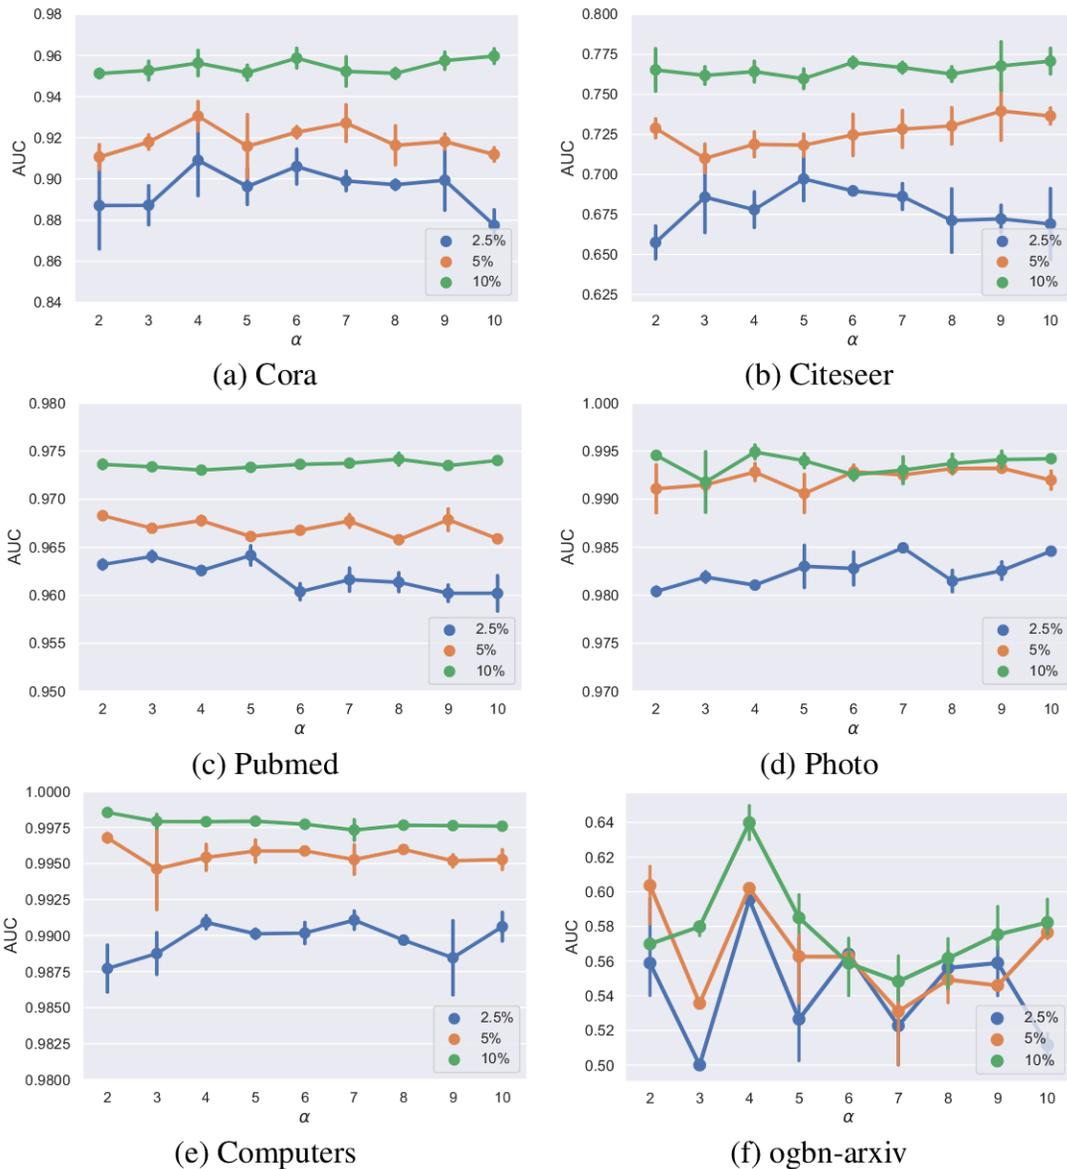 0.98
0.96
0.94
0.92
0.90
0.88
0.86
0.84
AUC
2 3 4 5 6 7 8 9 10
α
2.5%
5%
10%
(a) Cora
0.800
0.775
0.750
0.725
0.700
0.675
0.650
0.625
AUC
2 3 4 5 6 7 8 9 10
α
2.5%
5%
10%
(b) Citeseer
0.980
0.975
0.970
0.965
0.960
0.955
0.950
AUC
2 3 4 5 6 7 8 9 10
α
2.5%
5%
10%
(c) Pubmed
1.000
0.995
0.990
0.985
0.980
0.975
0.970
AUC
2 3 4 5 6 7 8 9 10
α
2.5%
5%
10%
(d) Photo
1.0000
0.9975
0.9950
0.9925
0.9900
0.9875
0.9850
0.9825
0.9800
AUC
2 3 4 5 6 7 8 9 10
α
2.5%
5%
10%
(e) Computers
0.64
0.62
0.60
0.58
0.56
0.54
0.52
0.50
AUC
2 3 4 5 6 7 8 9 10
α
2.5%
5%
10%
(f) ogbn-arxiv